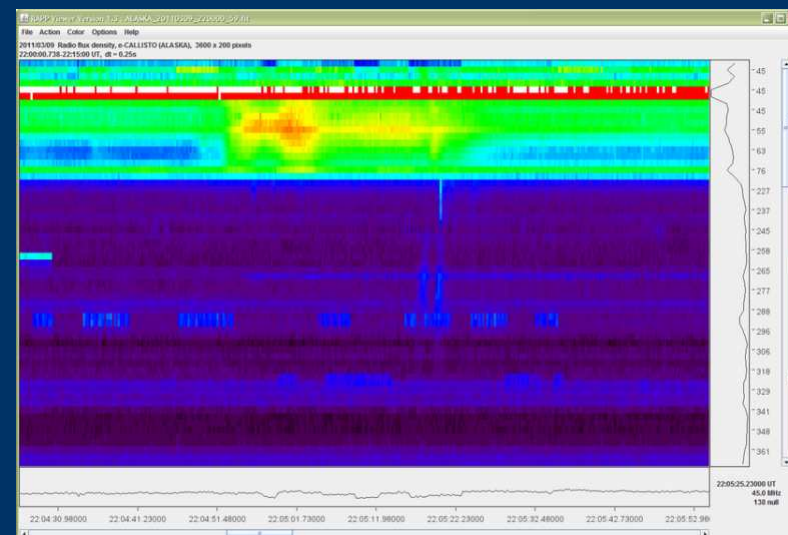 RAPP Viewer Version 1.3 : ALASKA_20110309_220000_59.fit
File Action Color Options Help
2011/03/09 Radio flux density, e-CALLISTO (ALASKA), 3600 x 200 pixels
22:00:00.738-22:15:00 UT, dt = 0.25s
45
45
45
55
63
76
227
237
245
258
265
277
288
296
306
318
329
341
348
361
22:05:25.23000 UT
45.0 MHz
130 null
22:04:30.98000 22:04:41.23000 22:04:51.48000 22:05:01.73000 22:05:11.98000 22:05:22.23000 22:05:32.48000 22:05:42.73000 22:05:52.98